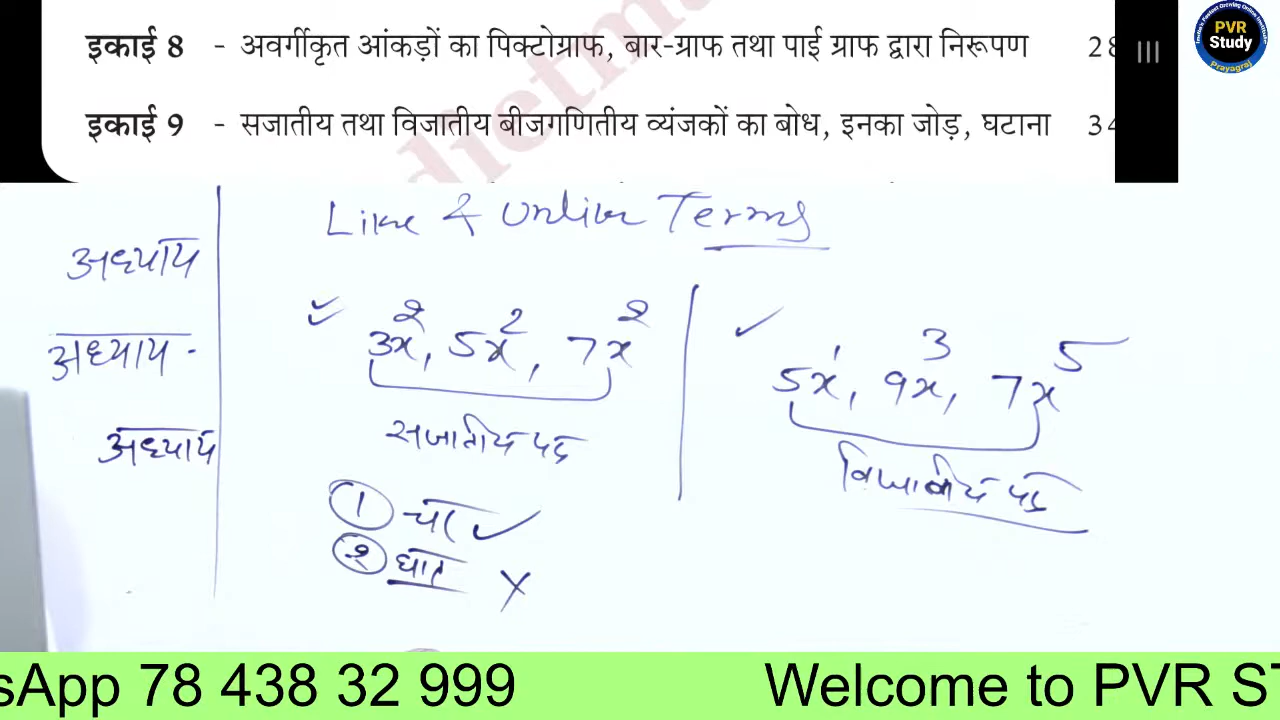 इकाई 8 - अवर्गीकृत आंकड़ों का पिक्टोग्राफ, बार-ग्राफ तथा पाई ग्राफ द्वारा निरूपण 28
इकाई 9 - सजातीय तथा विजातीय बीजगणितीय व्यंजकों का बोध, इनका जोड़, घटाना 34
PVR
Study
Prayagraj
dietm
Like & Unlike Terms
अध्याय
अध्याय
अध्याय
3x², 5x², 7x²
सजातीय पद
① चर ✓
② घात X
5x¹, 9x³, 7x⁵
विजातीय पद
sApp 78 438 32 999 Welcome to PVR ST